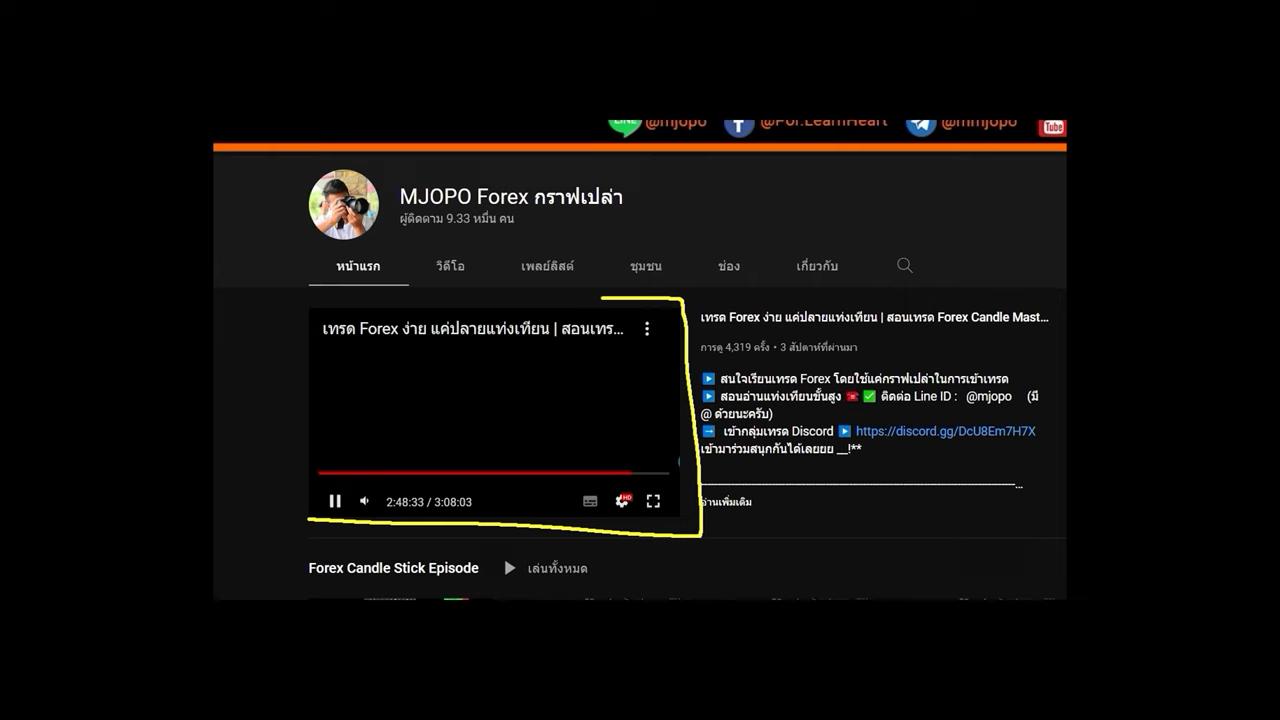 LINE @mjopo @For.LearnHeart @mmjopo Tube
MJOPO Forex กราฟเปล่า
ผู้ติดตาม 9.33 หมื่น คน
หน้าแรก วิดีโอ เพลย์ลิสต์ ชุมชน ช่อง เกี่ยวกับ
เทรด Forex ง่าย แค่ปลายแท่งเทียน | สอนเทร...
เทรด Forex ง่าย แค่ปลายแท่งเทียน | สอนเทรด Forex Candle Mast...
การดู 4,319 ครั้ง • 3 สัปดาห์ที่ผ่านมา
สนใจเรียนเทรด Forex โดยใช้แค่กราฟเปล่าในการเข้าเทรด
สอนอ่านแท่งเทียนขั้นสูง ติดต่อ Line ID : @mjopo (มี
@ ด้วยนะครับ)
เข้ากลุ่มเทรด Discord https://discord.gg/DcU8Em7H7X
เข้ามาร่วมสนุกกันได้เลยยย __!**
...
อ่านเพิ่มเติม
2:48:33 / 3:08:03 HD
Forex Candle Stick Episode เล่นทั้งหมด